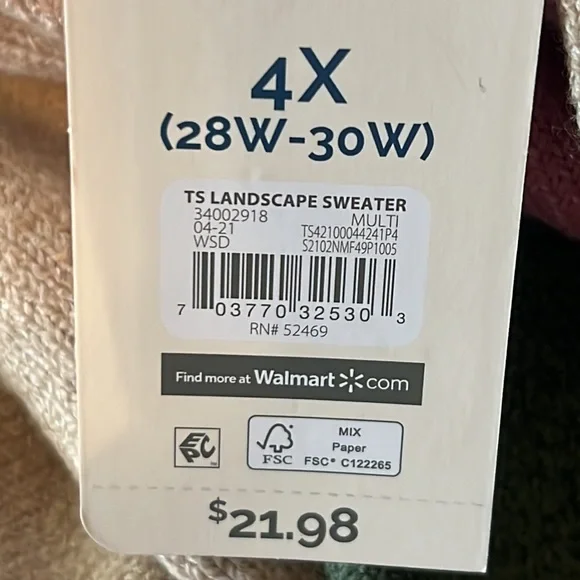 4X
(28W-30W)
TS LANDSCAPE SWEATER
34002918 MULTI
04-21 TS42100044241P4
WSD S2102NMF49P1005
7 03770 32530 3
RN# 52469
Find more at Walmart.com
EPC
FSC
MIX
Paper
FSC® C122265
$21.98